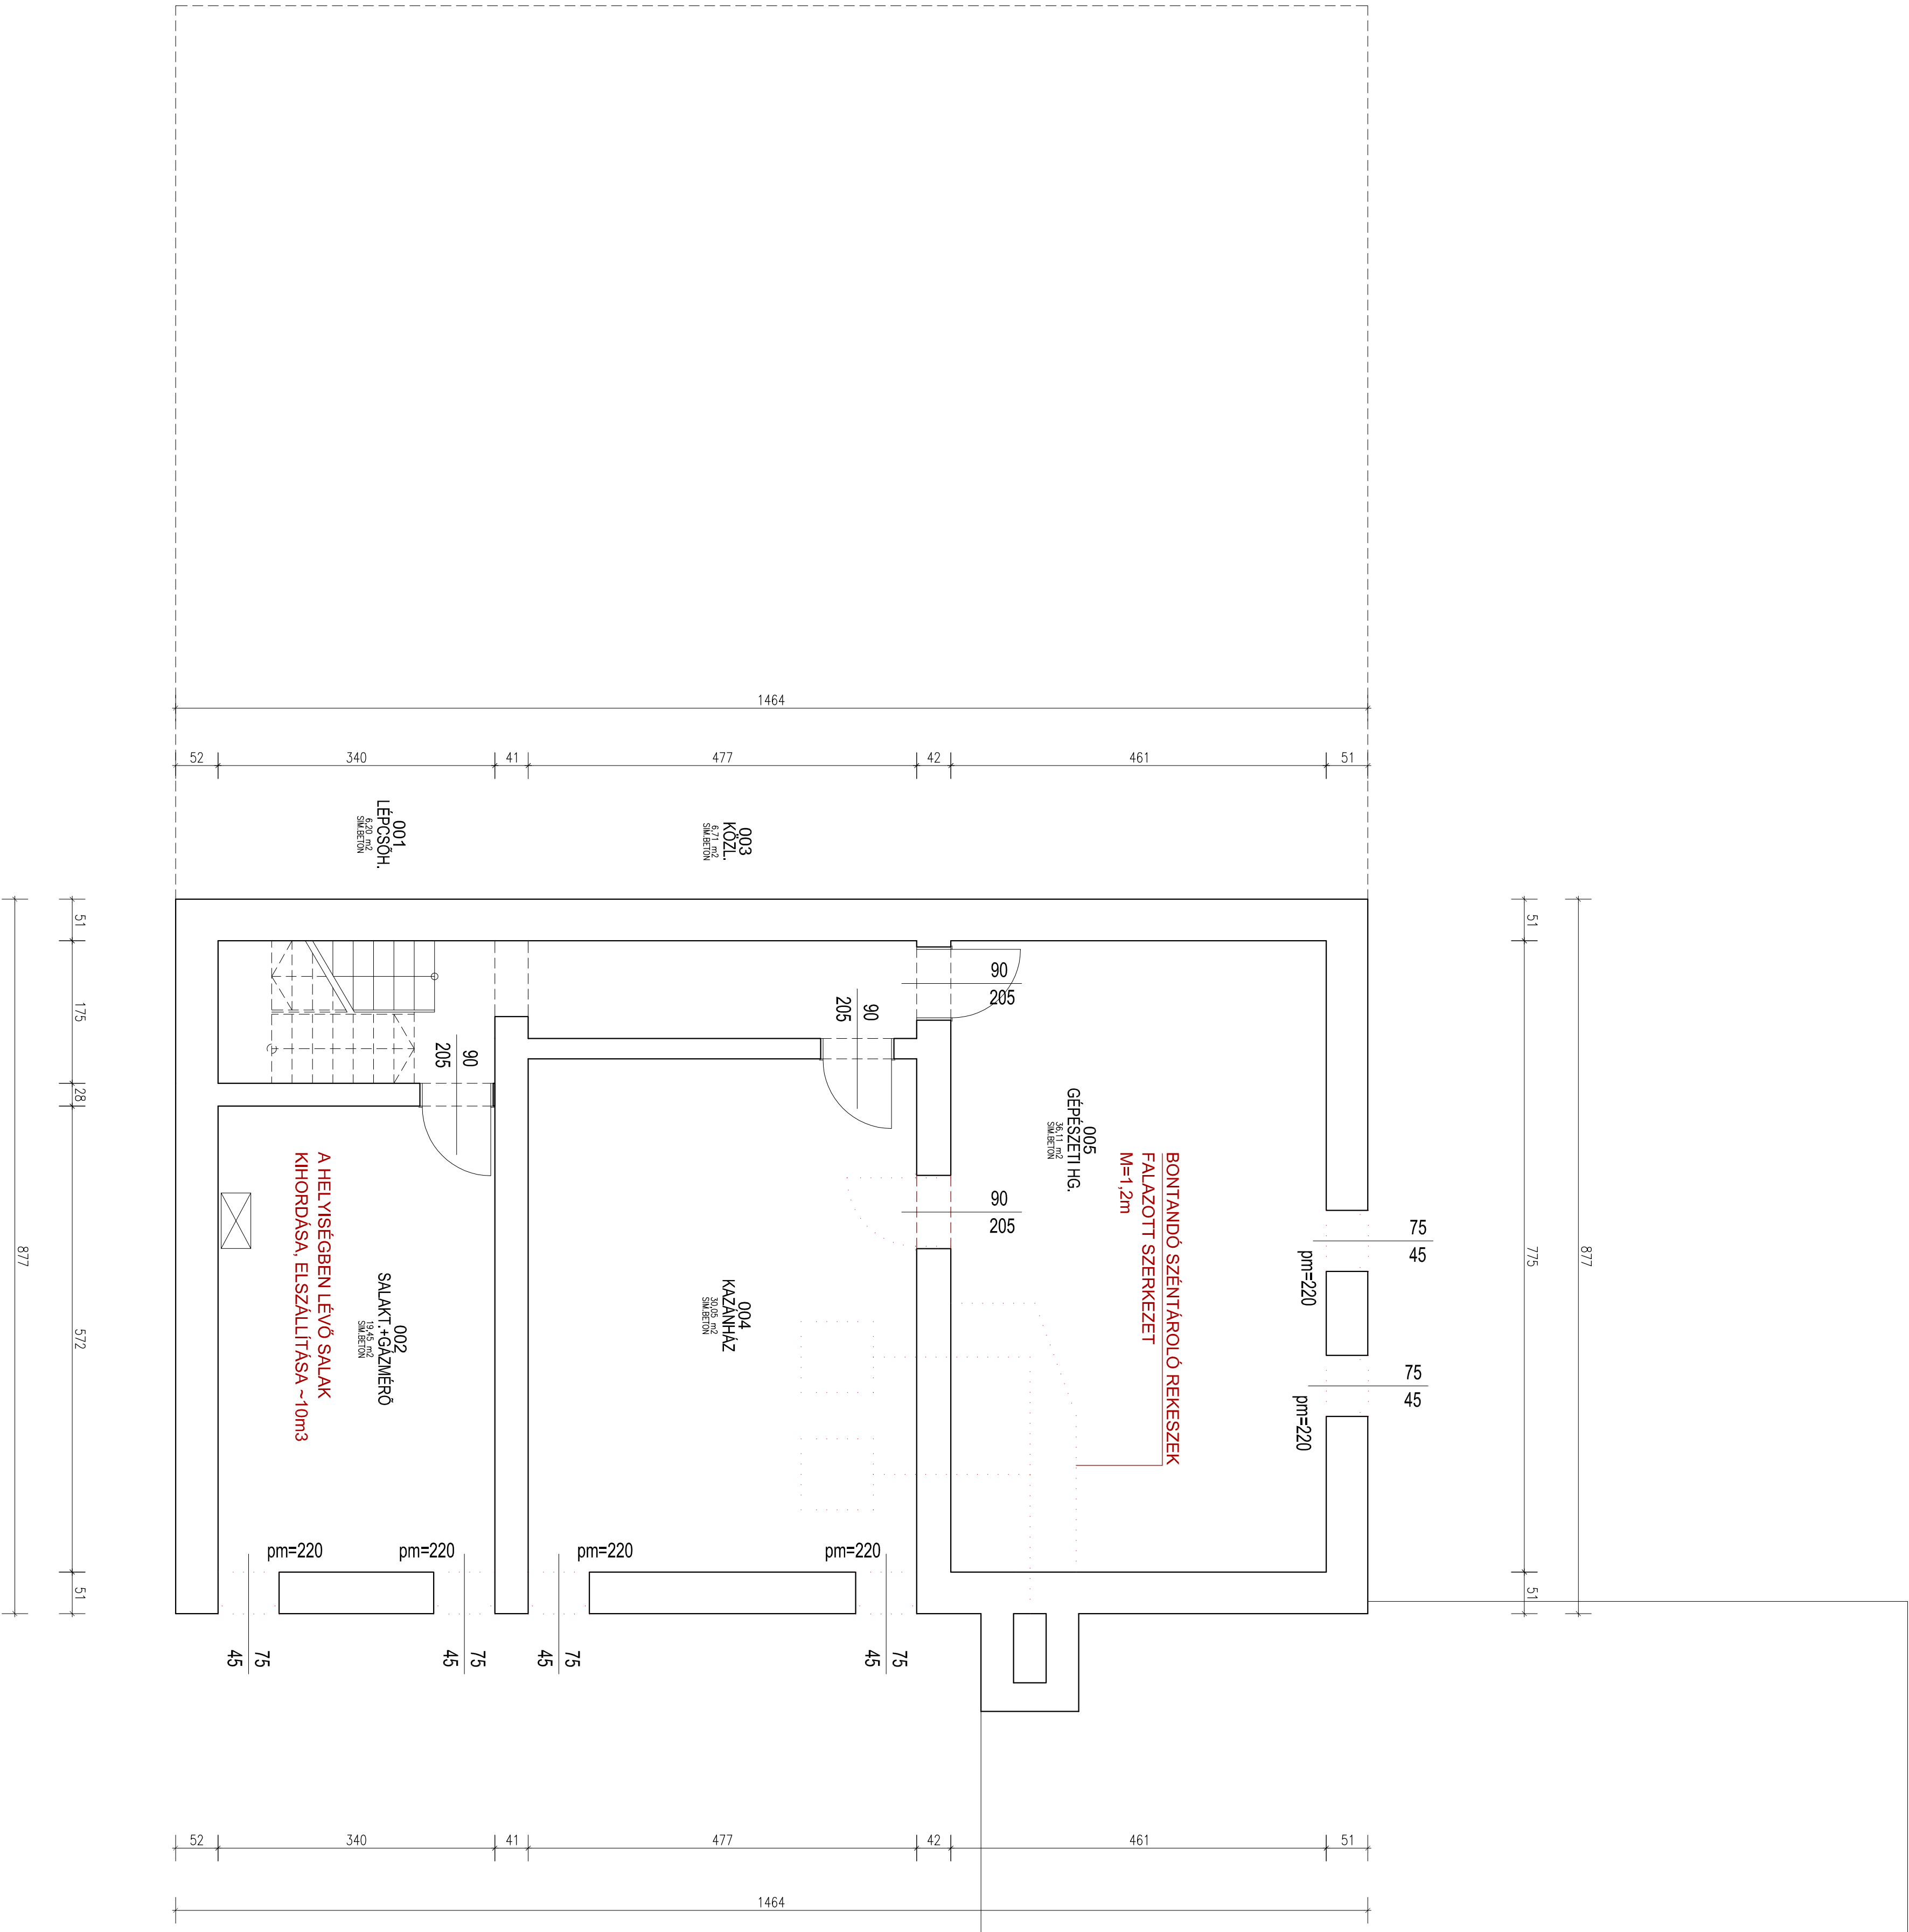 1464
52
340
41
477
42
461
51
001
LÉPCSŐH.
6,20 m2
SIM.BETON
003
KÖZL.
6,71 m2
SIM.BETON
877
51
175
28
572
51
51
775
51
877
90
205
90
205
90
205
90
205
005
GÉPÉSZETI HG.
36,11 m2
SIM.BETON
BONTANDÓ SZÉNTÁROLÓ REKESZEK
FALAZOTT SZERKEZET
M=1,2m
A HELYISÉGBEN LÉVŐ SALAK
KIHORDÁSA, ELSZÁLLÍTÁSA ~10m3
002
SALAKT.+GÁZMÉRŐ
19,45 m2
SIM.BETON
004
KAZÁNHÁZ
30,05 m2
SIM.BETON
75
45
pm=220
75
45
pm=220
pm=220
pm=220
pm=220
pm=220
75
45
75
45
75
45
75
45
52
340
41
477
42
461
51
1464